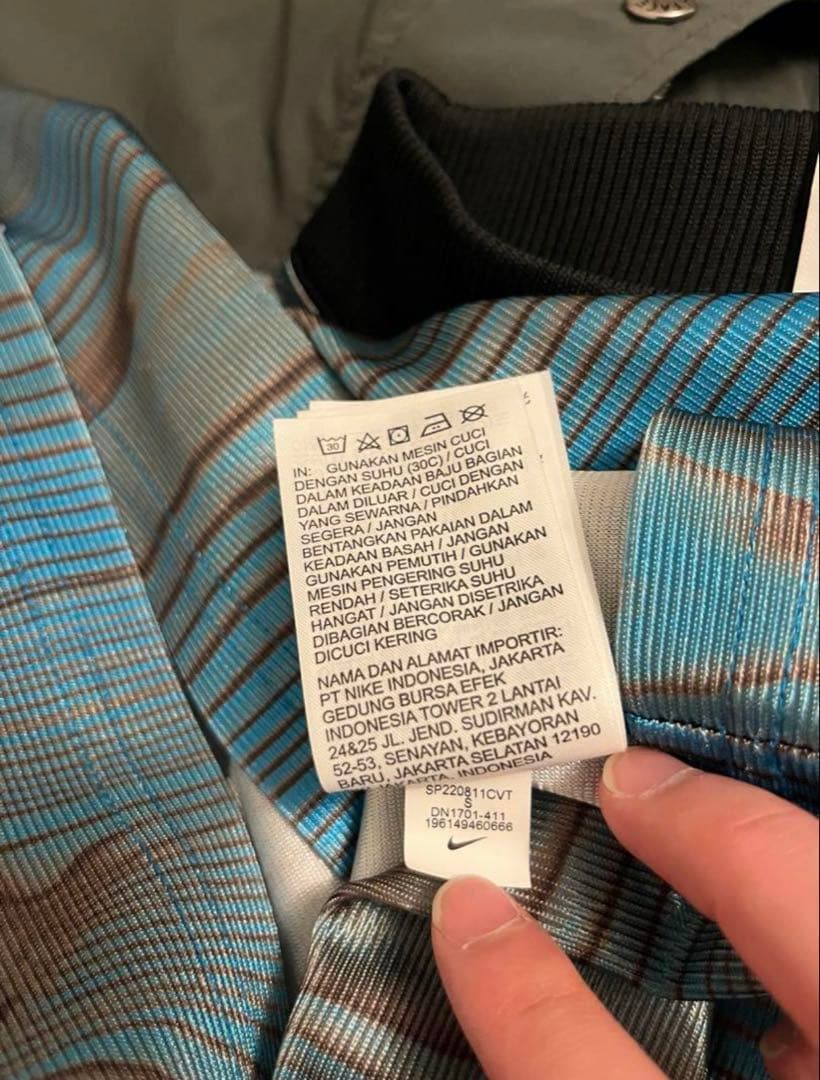 30
IN: GUNAKAN MESIN CUCI
DENGAN SUHU (30C) / CUCI
DALAM KEADAAN BAJU BAGIAN
DALAM DILUAR / CUCI DENGAN
YANG SEWARNA / PINDAHKAN
SEGERA / JANGAN
BENTANGKAN PAKAIAN DALAM
KEADAAN BASAH / JANGAN
GUNAKAN PEMUTIH / GUNAKAN
MESIN PENGERING SUHU
RENDAH / SETERIKA SUHU
HANGAT / JANGAN DISETRIKA
DIBAGIAN BERCORAK / JANGAN
DICUCI KERING
NAMA DAN ALAMAT IMPORTIR:
PT NIKE INDONESIA, JAKARTA
GEDUNG BURSA EFEK
INDONESIA TOWER 2 LANTAI
24&25 JL. JEND. SUDIRMAN KAV.
52-53, SENAYAN, KEBAYORAN
BARU, JAKARTA SELATAN 12190
JAKARTA, INDONESIA
SP220811CVT
S
DN1701-411
196149460666